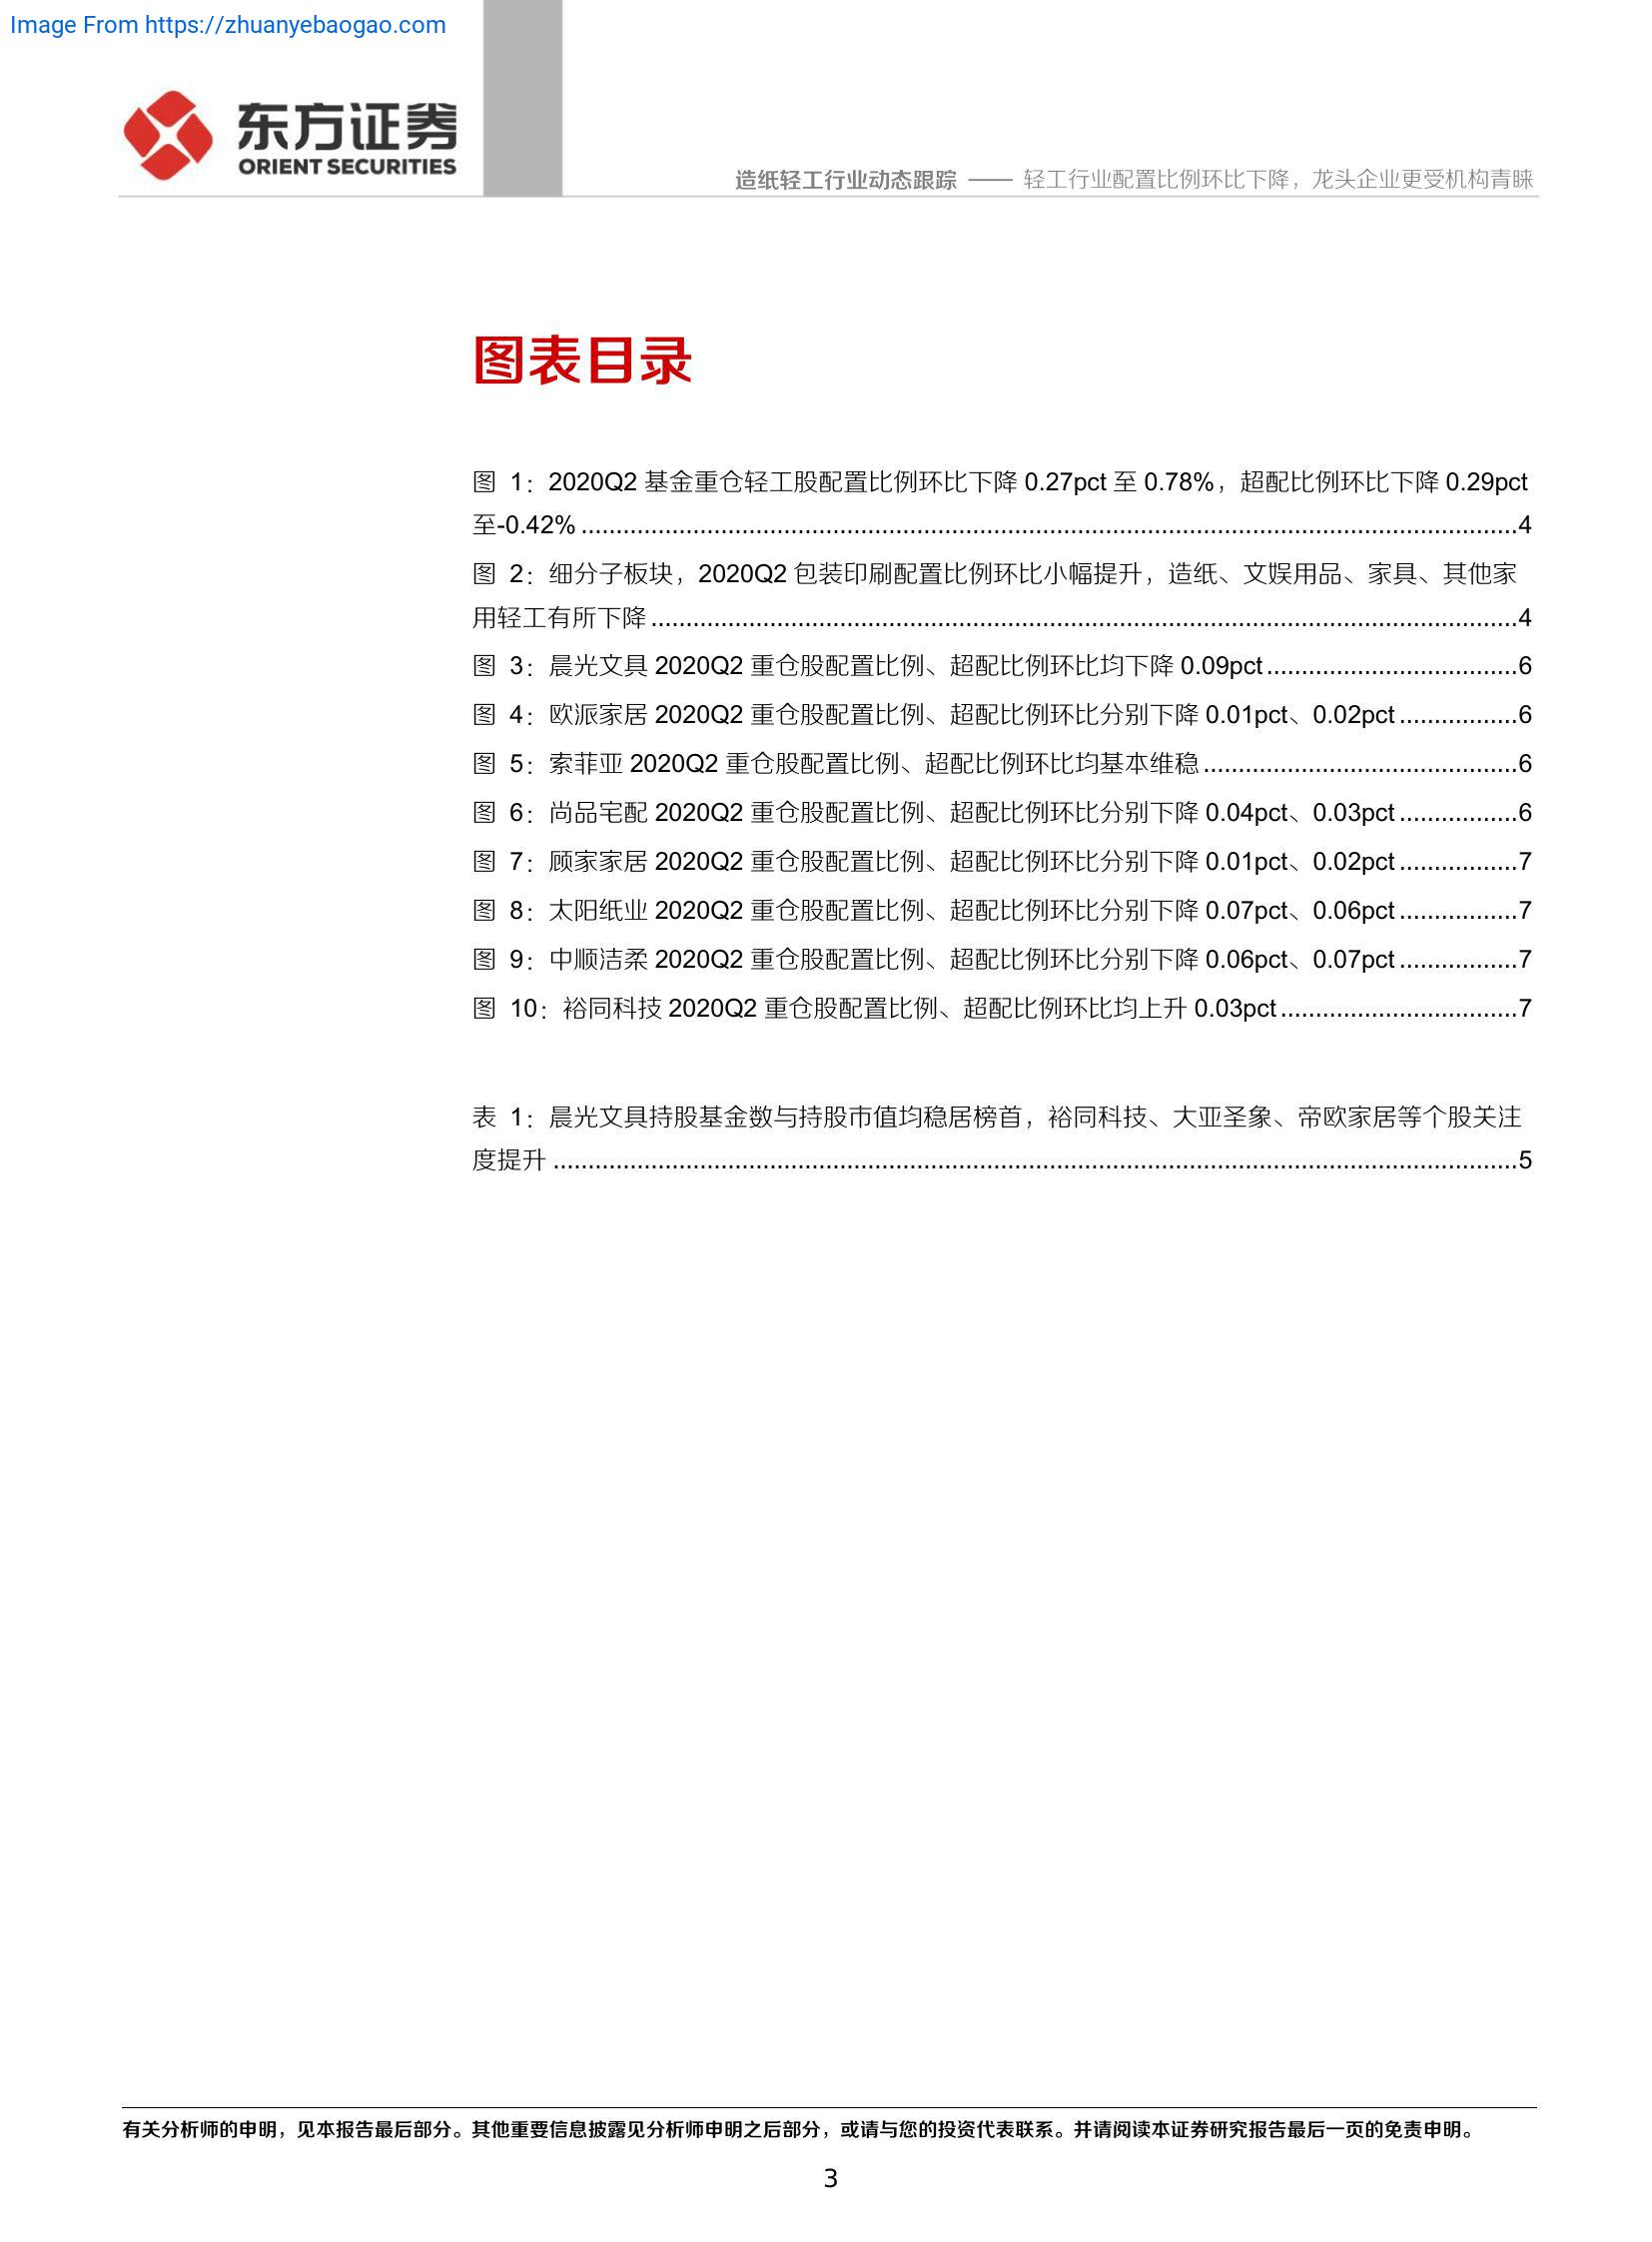 Image From https://zhuanyebaogao.com
东方证券
ORIENT SECURITIES
造纸轻工行业动态跟踪 —— 轻工行业配置比例环比下降，龙头企业更受机构青睐
图表目录
图 1：2020Q2 基金重仓轻工股配置比例环比下降 0.27pct 至 0.78%，超配比例环比下降 0.29pct
至-0.42% ........................................................................................................................................4
图 2：细分子板块，2020Q2 包装印刷配置比例环比小幅提升，造纸、文娱用品、家具、其他家
用轻工有所下降 ..............................................................................................................................4
图 3：晨光文具 2020Q2 重仓股配置比例、超配比例环比均下降 0.09pct ....................................6
图 4：欧派家居 2020Q2 重仓股配置比例、超配比例环比分别下降 0.01pct、0.02pct .................6
图 5：索菲亚 2020Q2 重仓股配置比例、超配比例环比均基本维稳 .............................................6
图 6：尚品宅配 2020Q2 重仓股配置比例、超配比例环比分别下降 0.04pct、0.03pct .................6
图 7：顾家家居 2020Q2 重仓股配置比例、超配比例环比分别下降 0.01pct、0.02pct .................7
图 8：太阳纸业 2020Q2 重仓股配置比例、超配比例环比分别下降 0.07pct、0.06pct .................7
图 9：中顺洁柔 2020Q2 重仓股配置比例、超配比例环比分别下降 0.06pct、0.07pct .................7
图 10：裕同科技 2020Q2 重仓股配置比例、超配比例环比均上升 0.03pct ..................................7
表 1：晨光文具持股基金数与持股市值均稳居榜首，裕同科技、大亚圣象、帝欧家居等个股关注
度提升 ............................................................................................................................................5
有关分析师的申明，见本报告最后部分。其他重要信息披露见分析师申明之后部分，或请与您的投资代表联系。并请阅读本证券研究报告最后一页的免责申明。
3